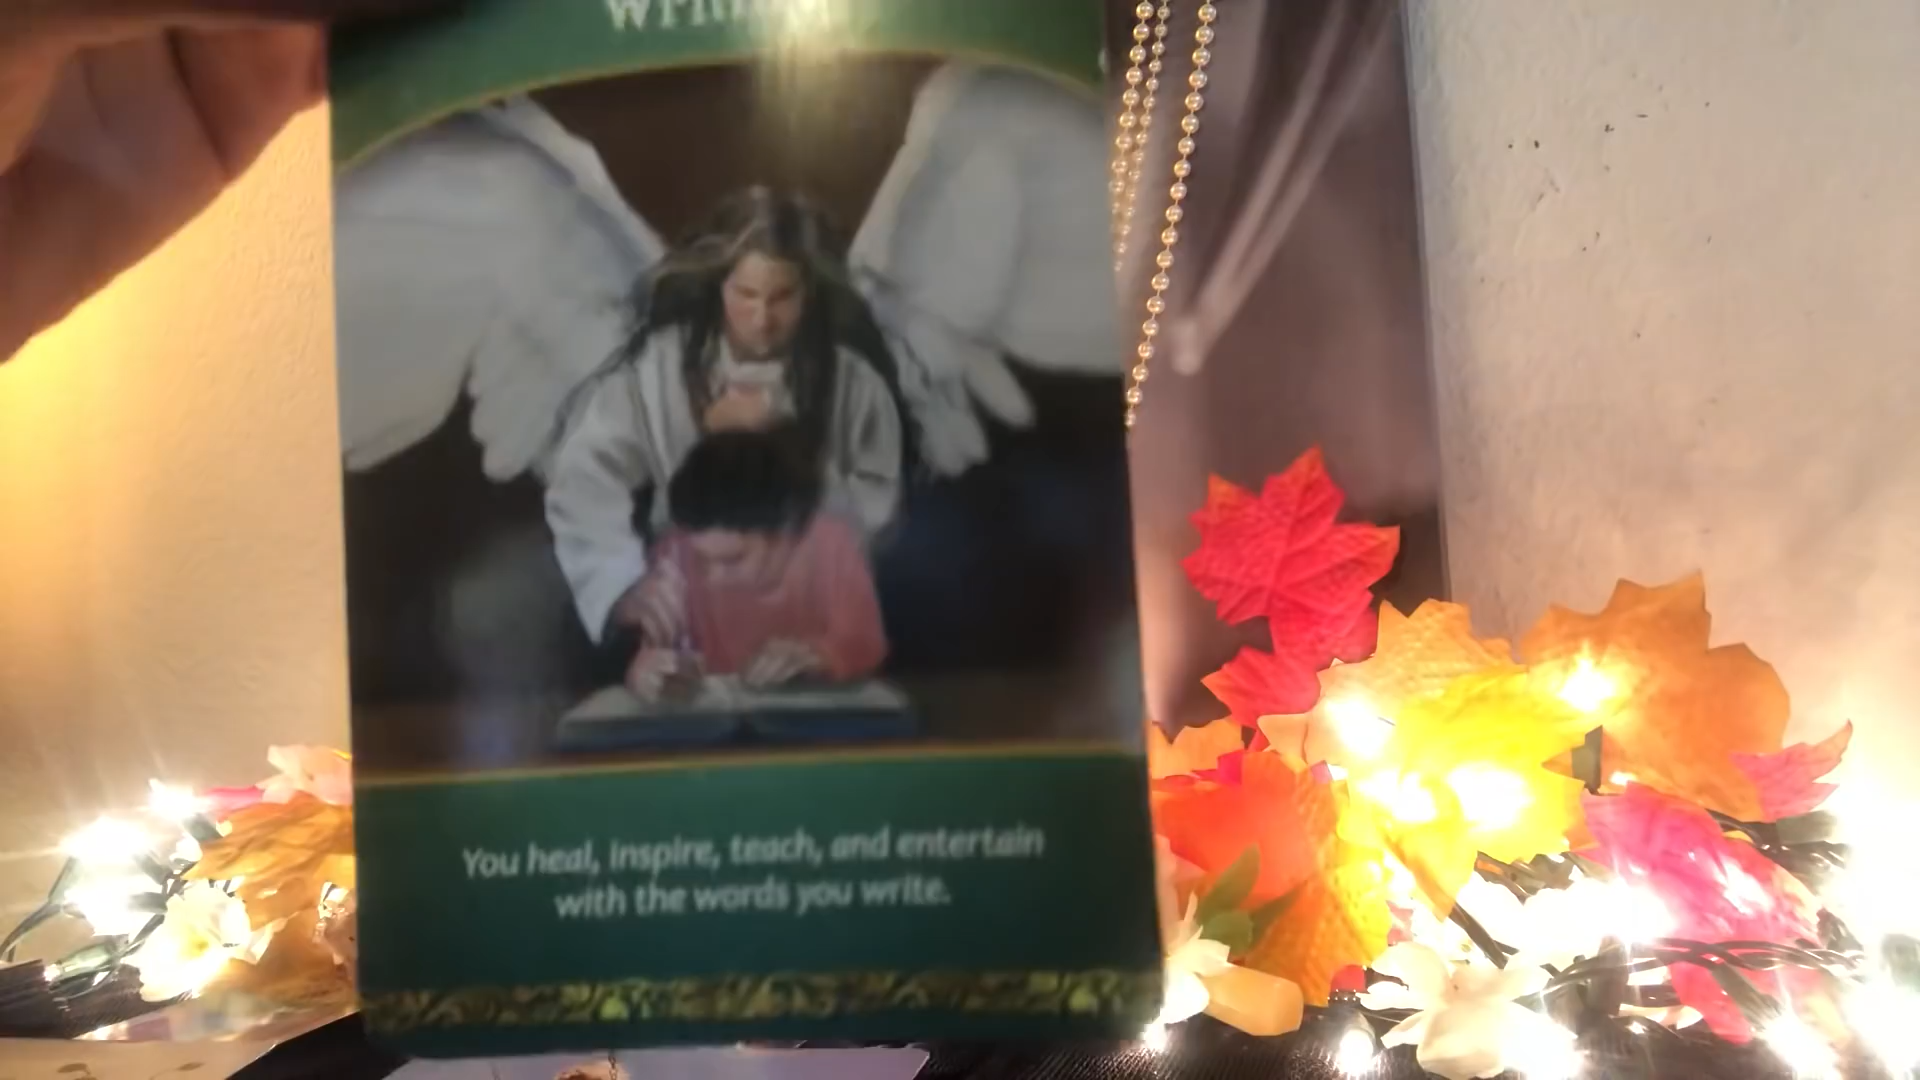 You heal, inspire, teach, and entertain
with the words you write.